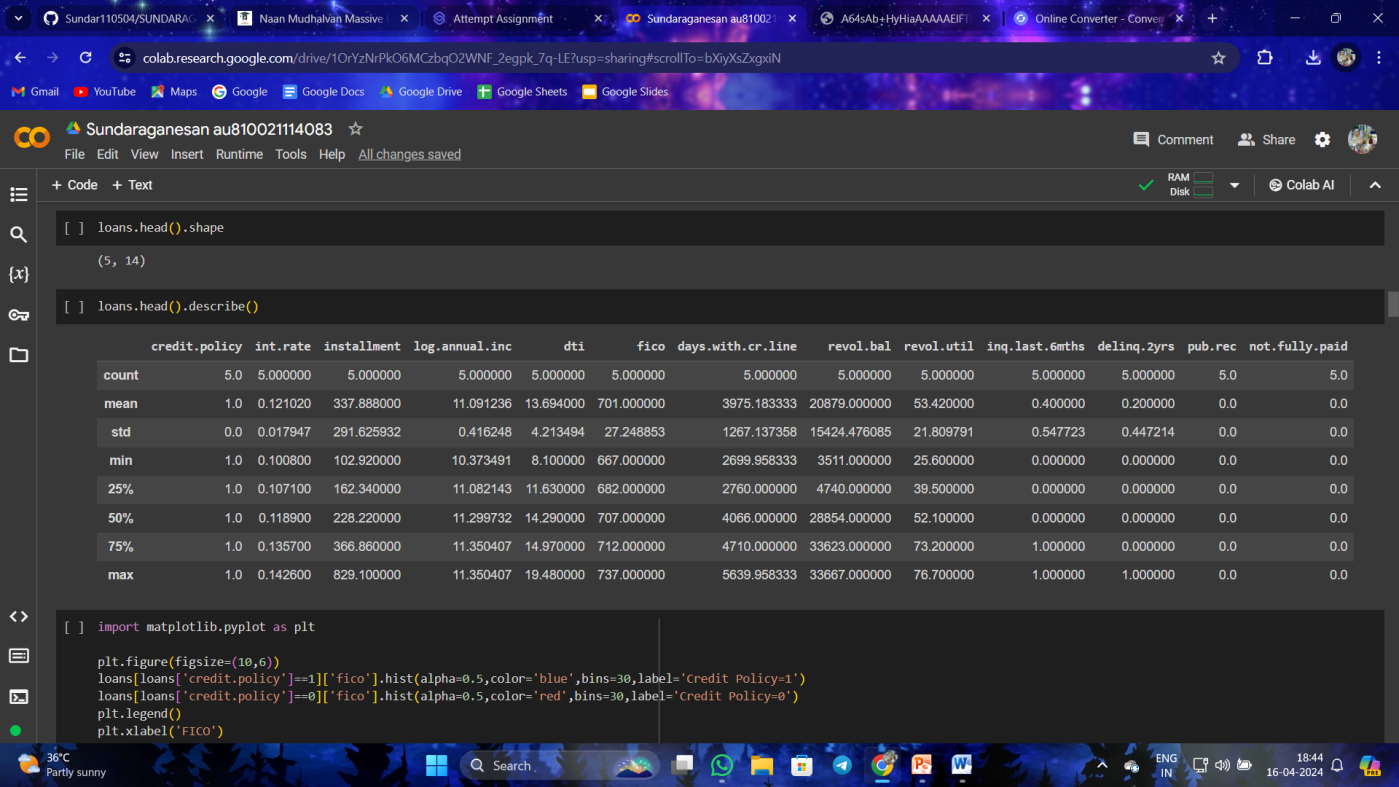 Sundar110504/SUNDARAG
Naan Mudhalvan Massive
Attempt Assignment
Sundaraganesan au810021
A64sAb+HyHiaAAAAAElFT
Online Converter - Conver
colab.research.google.com/drive/1OrYzNrPkO6MCzbqO2WNF_2egpk_7q-LE?usp=sharing#scrollTo=bXiyXsZxgxiN
Gmail YouTube Maps Google Google Docs Google Drive Google Sheets Google Slides
Sundaraganesan au810021114083
File Edit View Insert Runtime Tools Help All changes saved
Comment Share
+ Code + Text
RAM
Disk
Colab AI
[ ] loans.head().shape
(5, 14)
[ ] loans.head().describe()
credit.policy int.rate installment log.annual.inc dti fico days.with.cr.line revol.bal revol.util inq.last.6mths delinq.2yrs pub.rec not.fully.paid
count 5.0 5.000000 5.000000 5.000000 5.000000 5.000000 5.000000 5.000000 5.000000 5.000000 5.000000 5.0 5.0
mean 1.0 0.121020 337.888000 11.091236 13.694000 701.000000 3975.183333 20879.000000 53.420000 0.400000 0.200000 0.0 0.0
std 0.0 0.017947 291.625932 0.416248 4.213494 27.248853 1267.137358 15424.476085 21.809791 0.547723 0.447214 0.0 0.0
min 1.0 0.100800 102.920000 10.373491 8.100000 667.000000 2699.958333 3511.000000 25.600000 0.000000 0.000000 0.0 0.0
25% 1.0 0.107100 162.340000 11.082143 11.630000 682.000000 2760.000000 4740.000000 39.500000 0.000000 0.000000 0.0 0.0
50% 1.0 0.118900 228.220000 11.299732 14.290000 707.000000 4066.000000 28854.000000 52.100000 0.000000 0.000000 0.0 0.0
75% 1.0 0.135700 366.860000 11.350407 14.970000 712.000000 4710.000000 33623.000000 73.200000 1.000000 0.000000 0.0 0.0
max 1.0 0.142600 829.100000 11.350407 19.480000 737.000000 5639.958333 33667.000000 76.700000 1.000000 1.000000 0.0 0.0
[ ] import matplotlib.pyplot as plt
plt.figure(figsize=(10,6))
loans[loans['credit.policy']==1]['fico'].hist(alpha=0.5,color='blue',bins=30,label='Credit Policy=1')
loans[loans['credit.policy']==0]['fico'].hist(alpha=0.5,color='red',bins=30,label='Credit Policy=0')
plt.legend()
plt.xlabel('FICO')
36°C
Partly sunny
Search
ENG
IN
18:44
16-04-2024